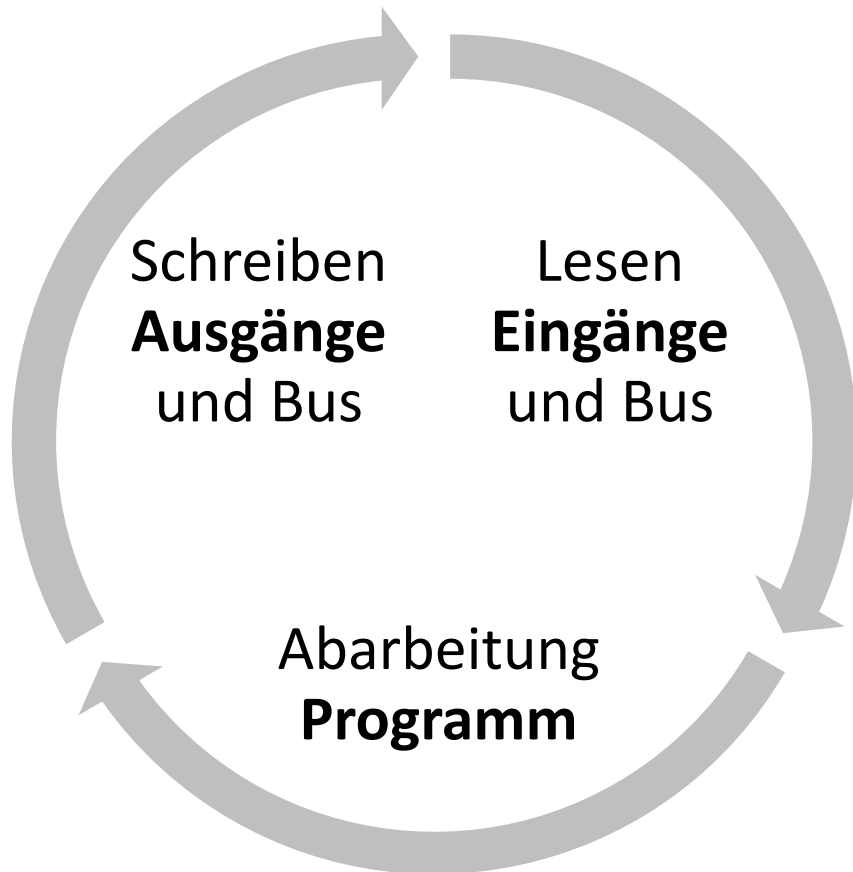 Schreiben
Ausgänge
und Bus
Lesen
Eingänge
und Bus
Abarbeitung
Programm